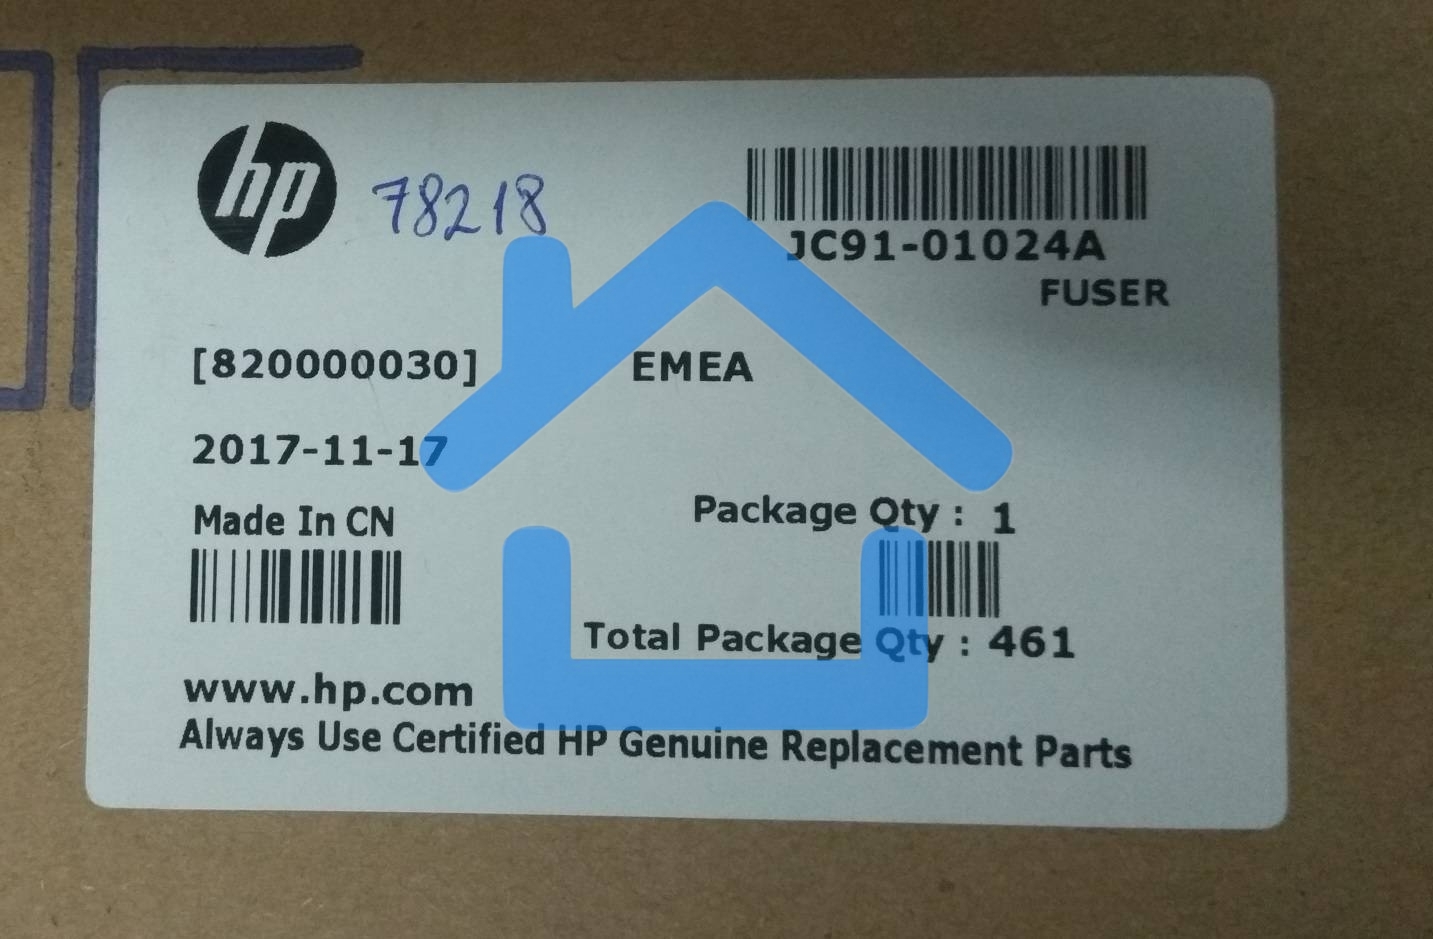 hp
78218
JC91-01024A
FUSER
[820000030] EMEA
2017-11-17
Made In CN
Package Qty : 1
Total Package Qty : 461
www.hp.com
Always Use Certified HP Genuine Replacement Parts